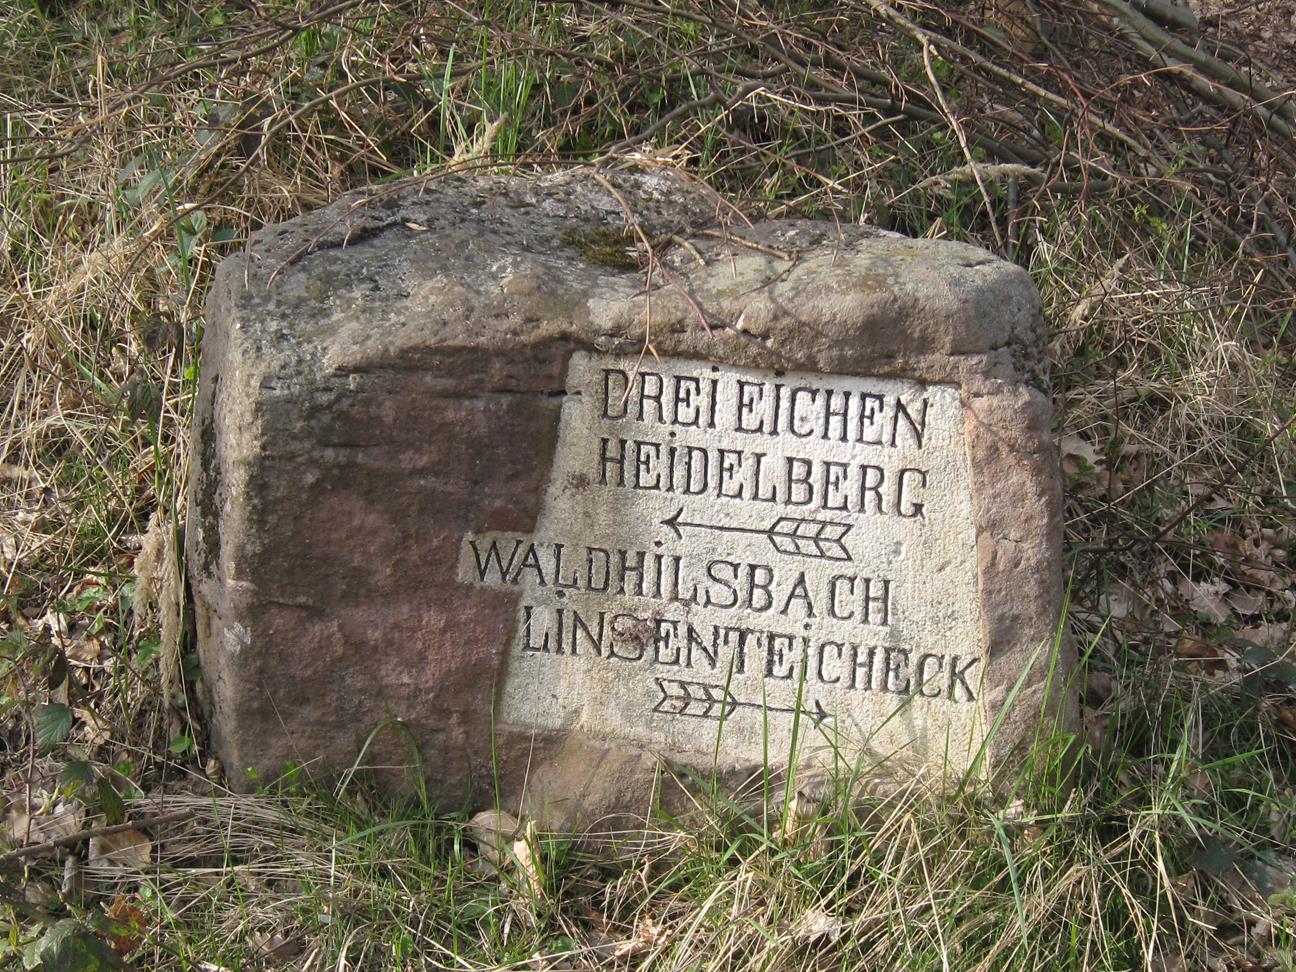 DREI EICHEN
HEIDELBERG
WALDHILSBACH
LINSENTEICHECK